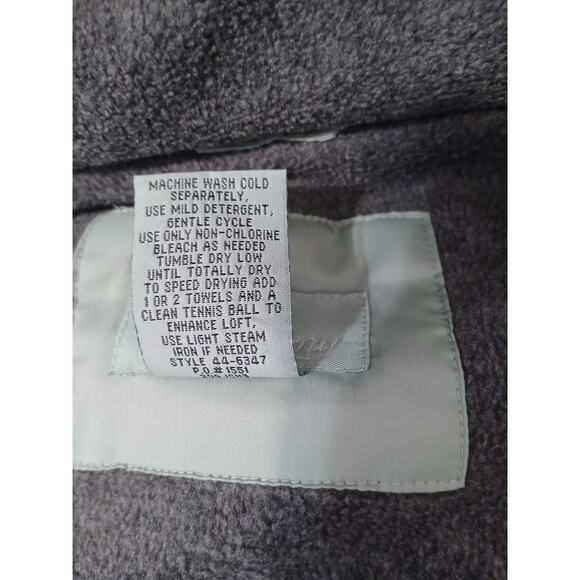 MACHINE WASH COLD
SEPARATELY,
USE MILD DETERGENT,
GENTLE CYCLE
USE ONLY NON-CHLORINE
BLEACH AS NEEDED
TUMBLE DRY LOW
UNTIL TOTALLY DRY
TO SPEED DRYING ADD
1 OR 2 TOWELS AND A
CLEAN TENNIS BALL TO
ENHANCE LOFT,
USE LIGHT STEAM
IRON IF NEEDED
STYLE 44-6347
P.O.# 1551